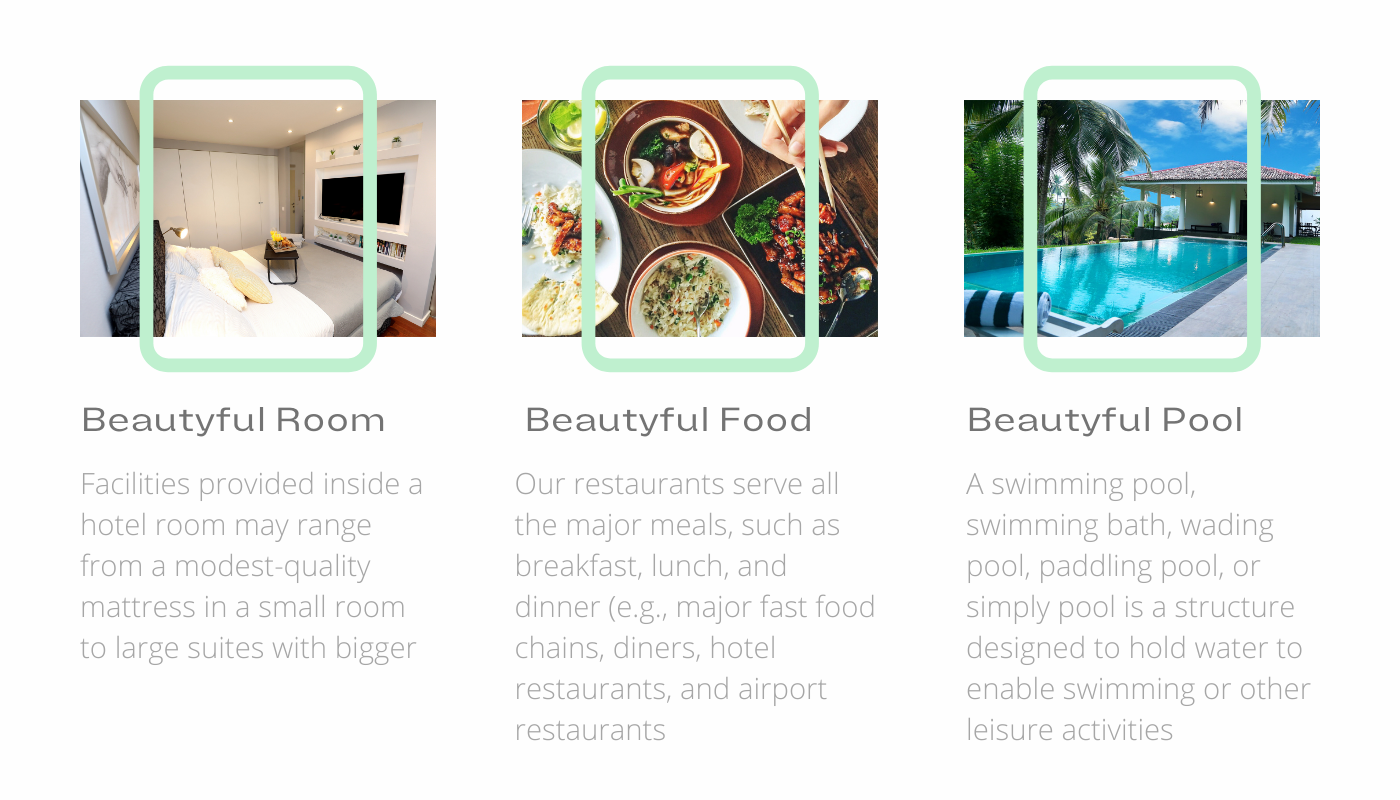 Beautyful Room
Facilities provided inside a
hotel room may range
from a modest-quality
mattress in a small room
to large suites with bigger
Beautyful Food
Our restaurants serve all
the major meals, such as
breakfast, lunch, and
dinner (e.g., major fast food
chains, diners, hotel
restaurants, and airport
restaurants
Beautyful Pool
A swimming pool,
swimming bath, wading
pool, paddling pool, or
simply pool is a structure
designed to hold water to
enable swimming or other
leisure activities